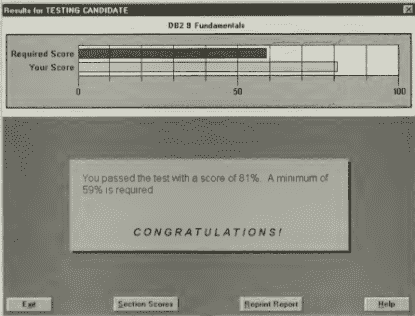 Results for TESTING CANDIDATE
DB2 9 Fundamentals
Required Score
Your Score
0 50 100
You passed the test with a score of 81%. A minimum of
59% is required
CONGRATULATIONS!
Exit Section Scores Reprint Report Help